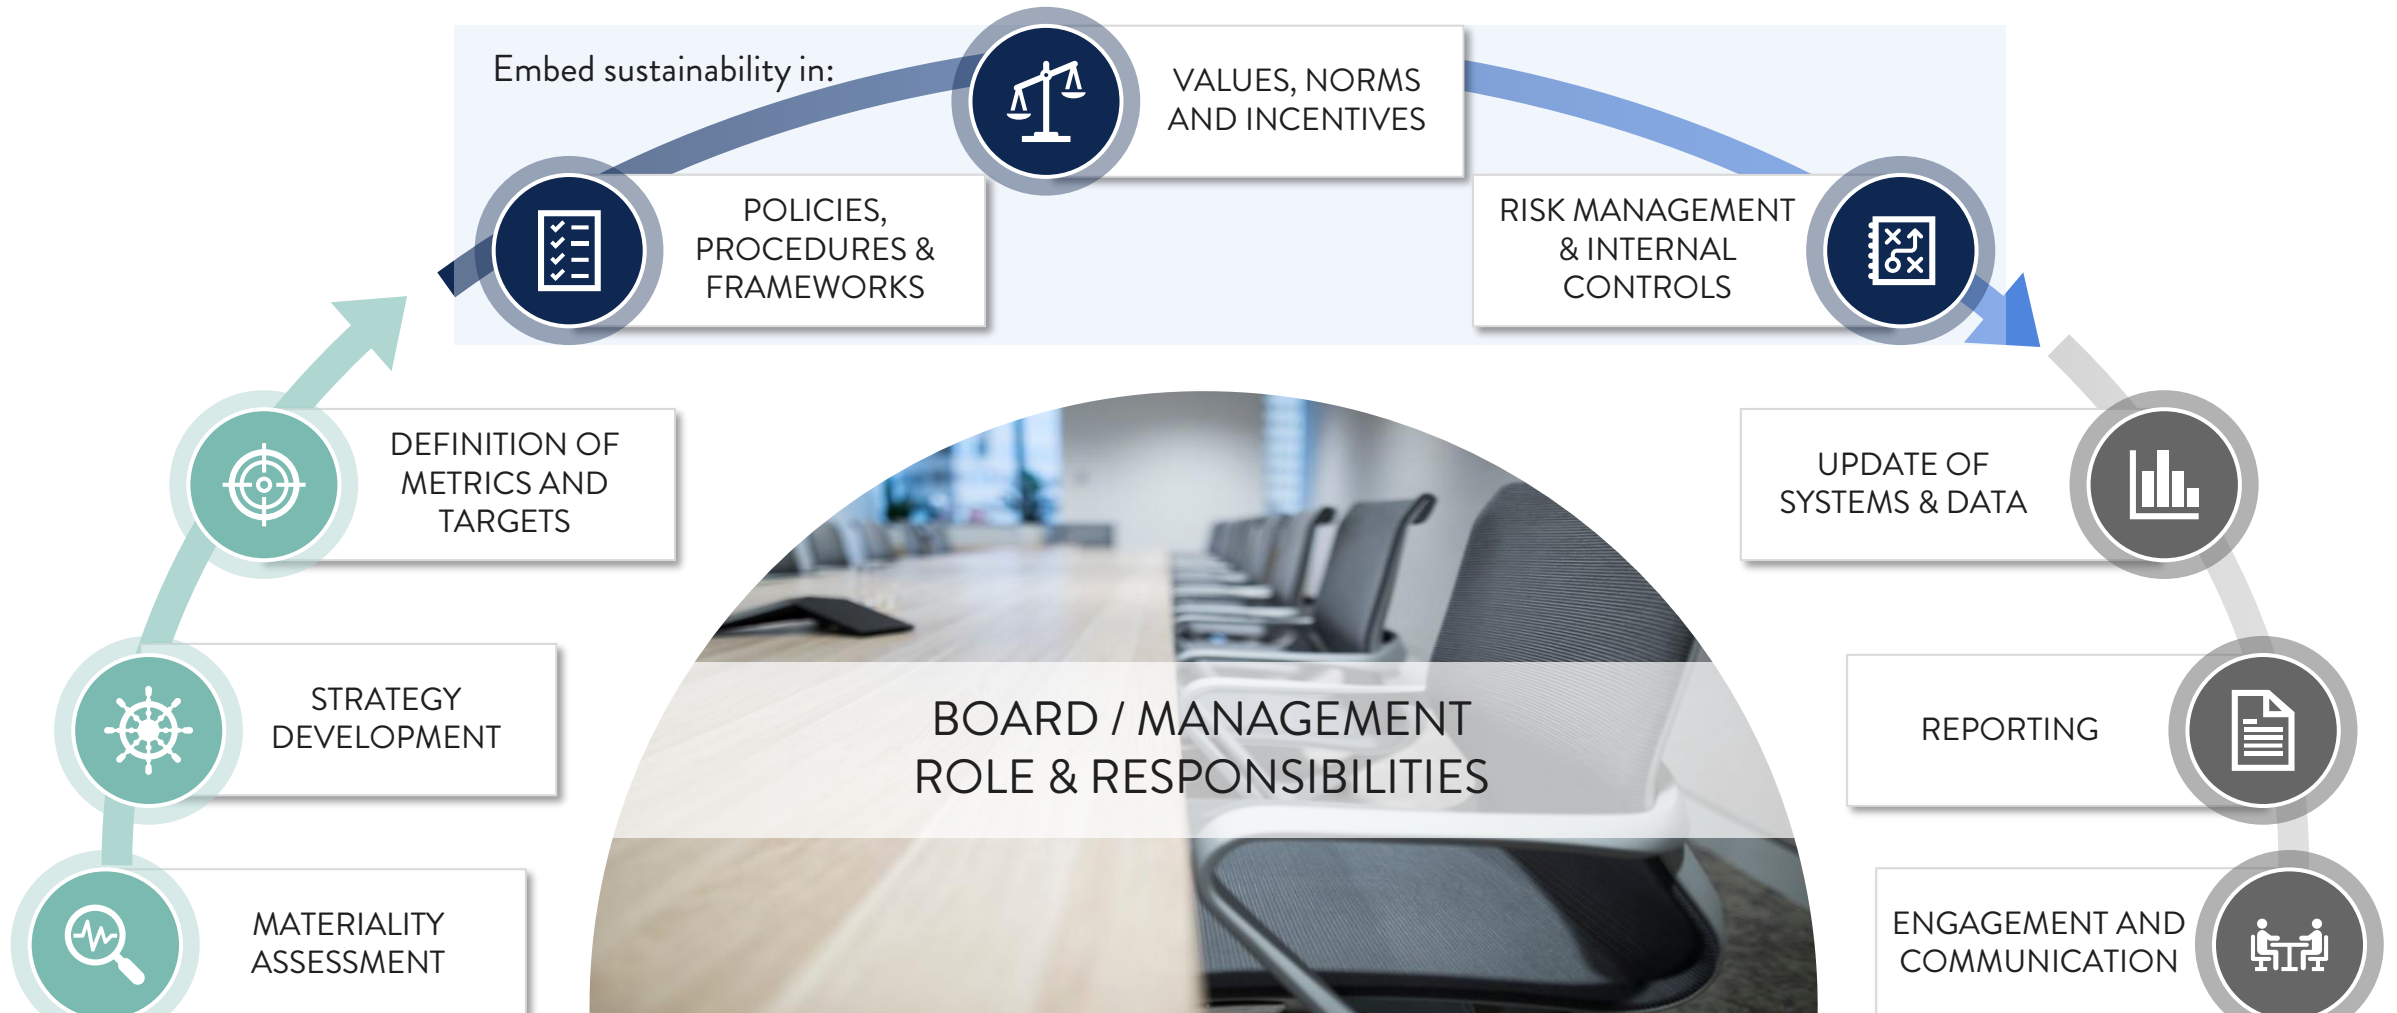 Embed sustainability in:
VALUES, NORMS
AND INCENTIVES
POLICIES,
PROCEDURES &
FRAMEWORKS
RISK MANAGEMENT
& INTERNAL
CONTROLS
DEFINITION OF
METRICS AND
TARGETS
UPDATE OF
SYSTEMS & DATA
STRATEGY
DEVELOPMENT
BOARD / MANAGEMENT
ROLE & RESPONSIBILITIES
REPORTING
MATERIALITY
ASSESSMENT
ENGAGEMENT AND
COMMUNICATION